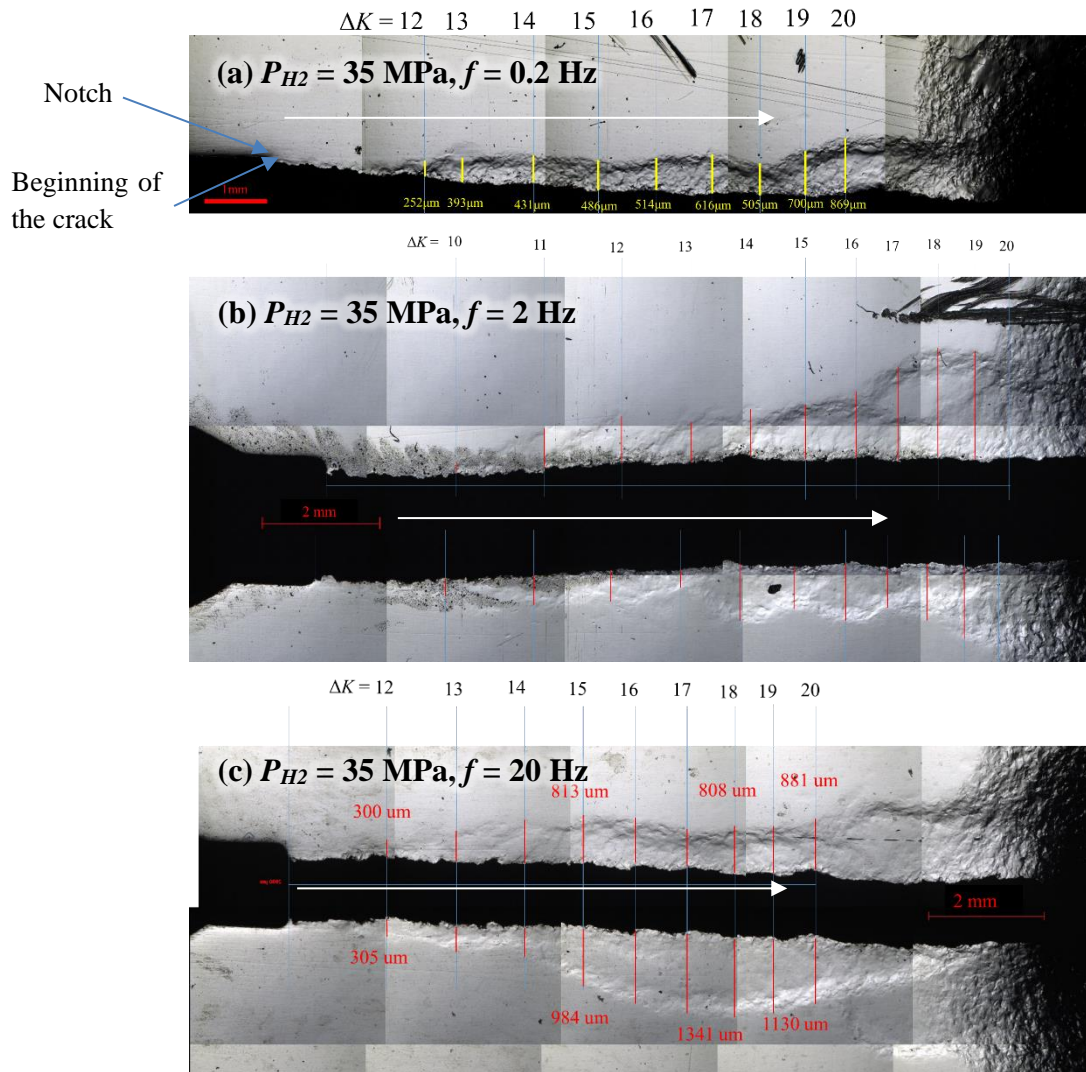 ΔK = 12 13 14 15 16 17 18 19 20
(a) P_H2 = 35 MPa, f = 0.2 Hz
Notch
Beginning of
the crack
1mm
252μm 393μm 431μm 486μm 514μm 616μm 505μm 700μm 869μm
ΔK = 10 11 12 13 14 15 16 17 18 19 20
(b) P_H2 = 35 MPa, f = 2 Hz
2 mm
ΔK = 12 13 14 15 16 17 18 19 20
(c) P_H2 = 35 MPa, f = 20 Hz
300 um 813 um 808 um 881 um
2 mm
305 um
984 um 1341 um 1130 um